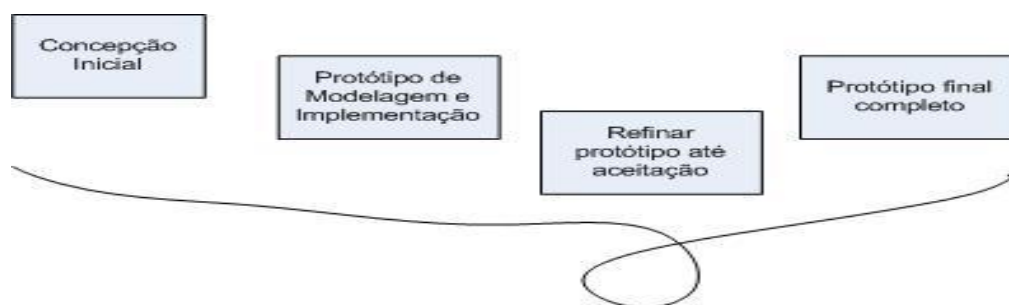 Concepção
Inicial
Protótipo de
Modelagem e
Implementação
Refinar
protótipo até
aceitação
Protótipo final
completo